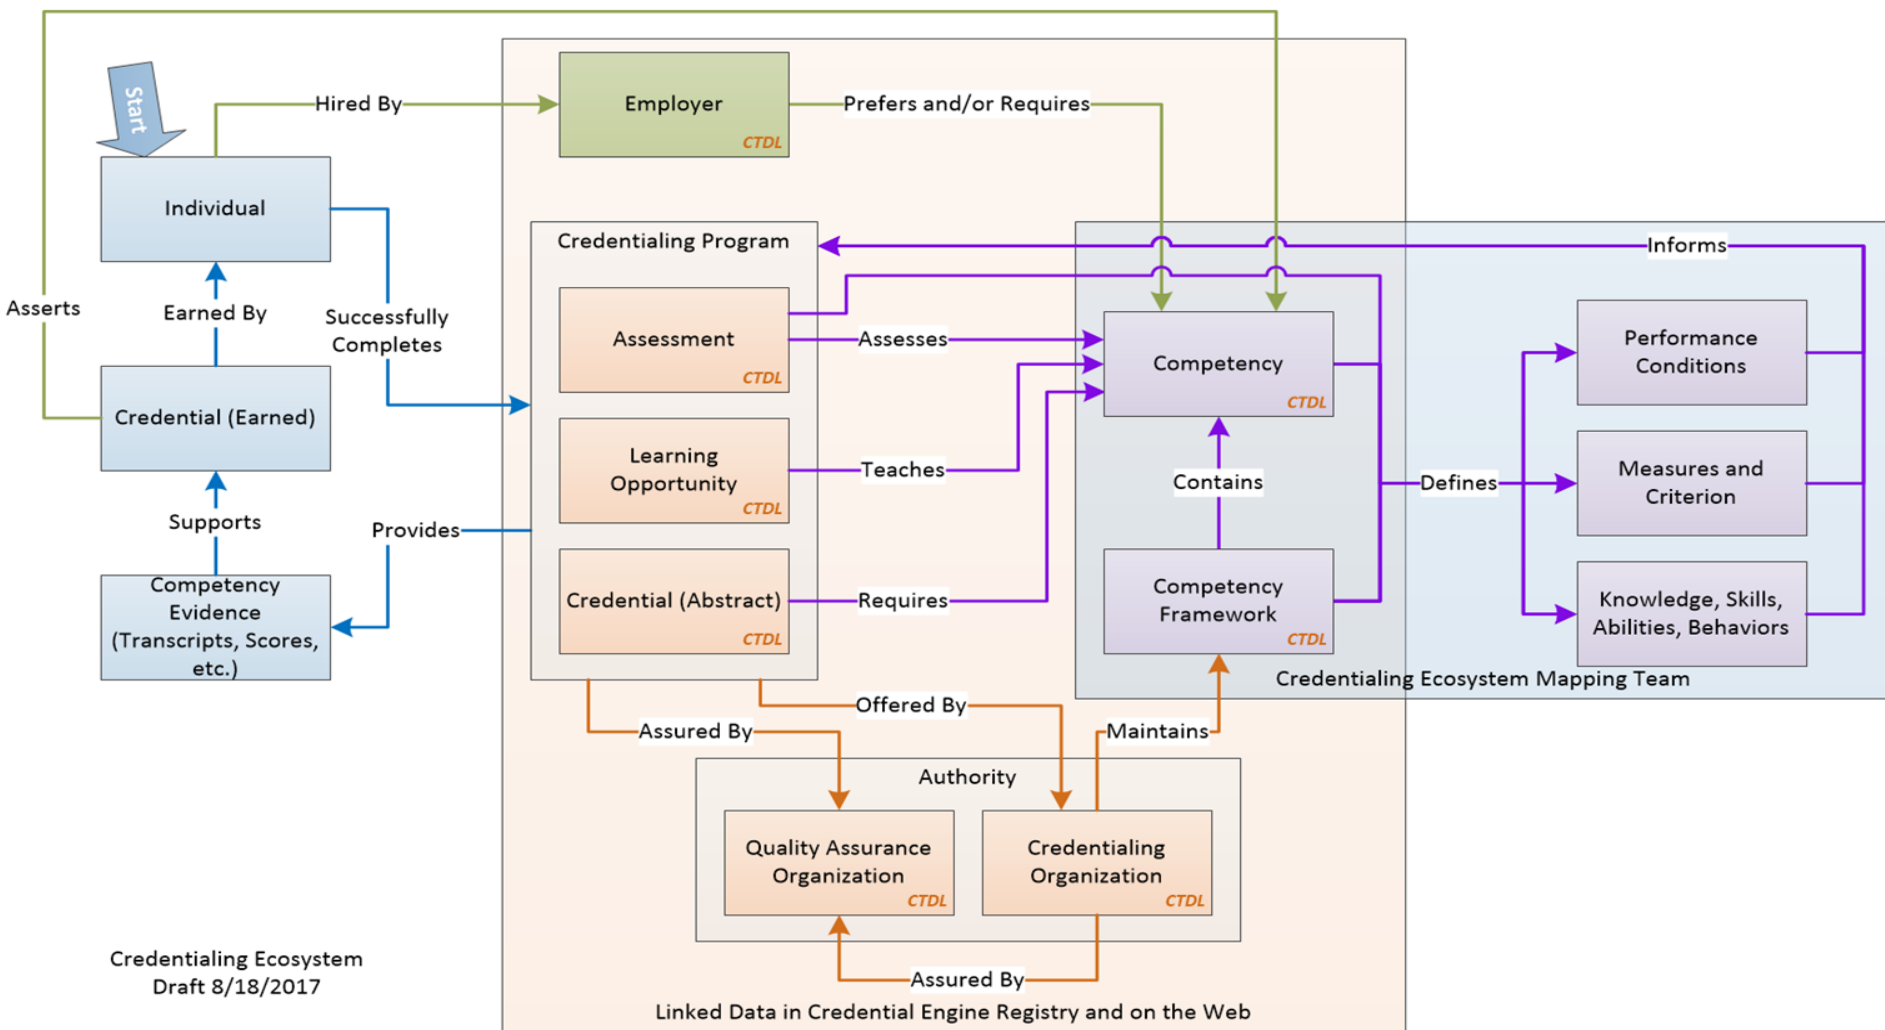 Start
Hired By
Employer
CTDL
Prefers and/or Requires
Individual
Credentialing Program
Informs
Asserts
Earned By
Successfully
Completes
Assessment
CTDL
Assesses
Competency
CTDL
Performance
Conditions
Credential (Earned)
Learning
Opportunity
CTDL
Teaches
Contains
Defines
Measures and
Criterion
Supports
Provides
Competency
Evidence
(Transcripts, Scores,
etc.)
Credential (Abstract)
CTDL
Requires
Competency
Framework
CTDL
Knowledge, Skills,
Abilities, Behaviors
Credentialing Ecosystem Mapping Team
Offered By
Assured By
Maintains
Authority
Quality Assurance
Organization
CTDL
Credentialing
Organization
CTDL
Assured By
Credentialing Ecosystem
Draft 8/18/2017
Linked Data in Credential Engine Registry and on the Web